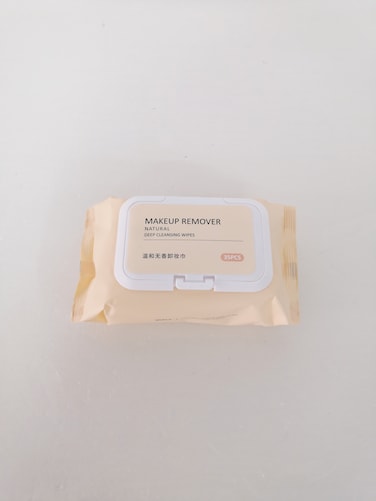 MAKEUP REMOVER
NATURAL
DEEP CLEANSING WIPES
温和无香卸妆巾